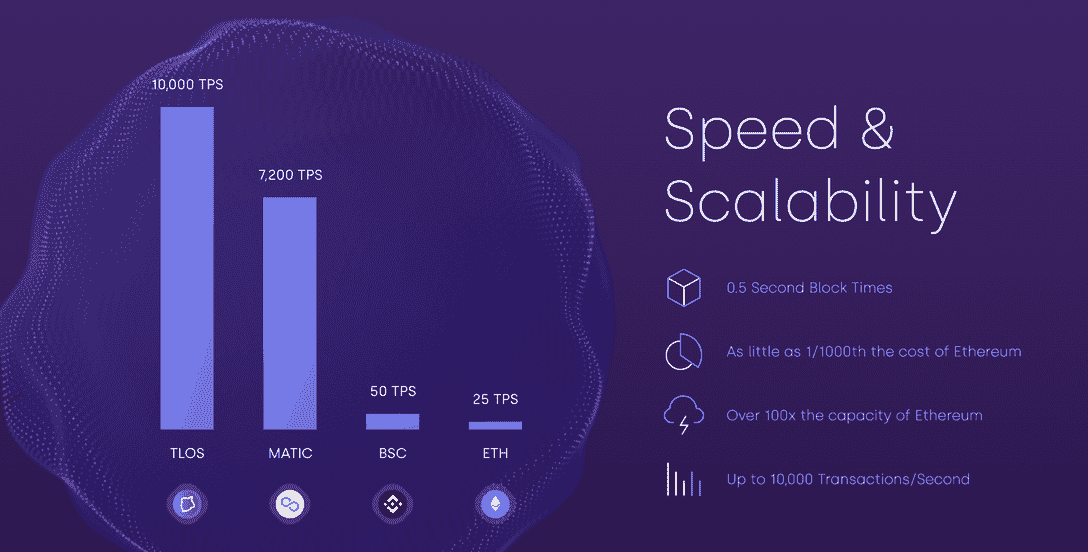 10,000 TPS
7,200 TPS
50 TPS
25 TPS
TLOS
MATIC
BSC
ETH
Speed &
Scalability
0.5 Second Block Times
As little as 1/1000th the cost of Ethereum
Over 100x the capacity of Ethereum
Up to 10,000 Transactions/Second